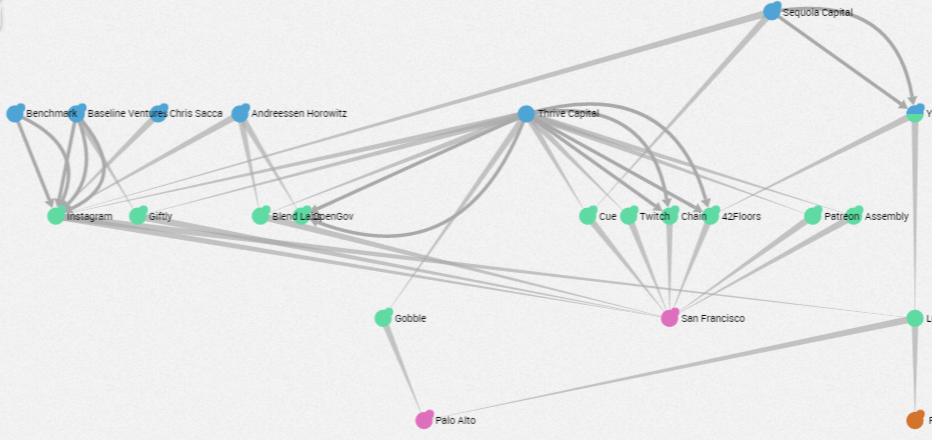 Sequoia Capital
Benchmark
Baseline Ventures
Chris Sacca
Andreessen Horowitz
Thrive Capital
Y
Instagram
Giftly
Blend La
OpenGov
Cue
Twitch
Chain
42Floors
Patreon
Assembly
Gobble
San Francisco
Palo Alto